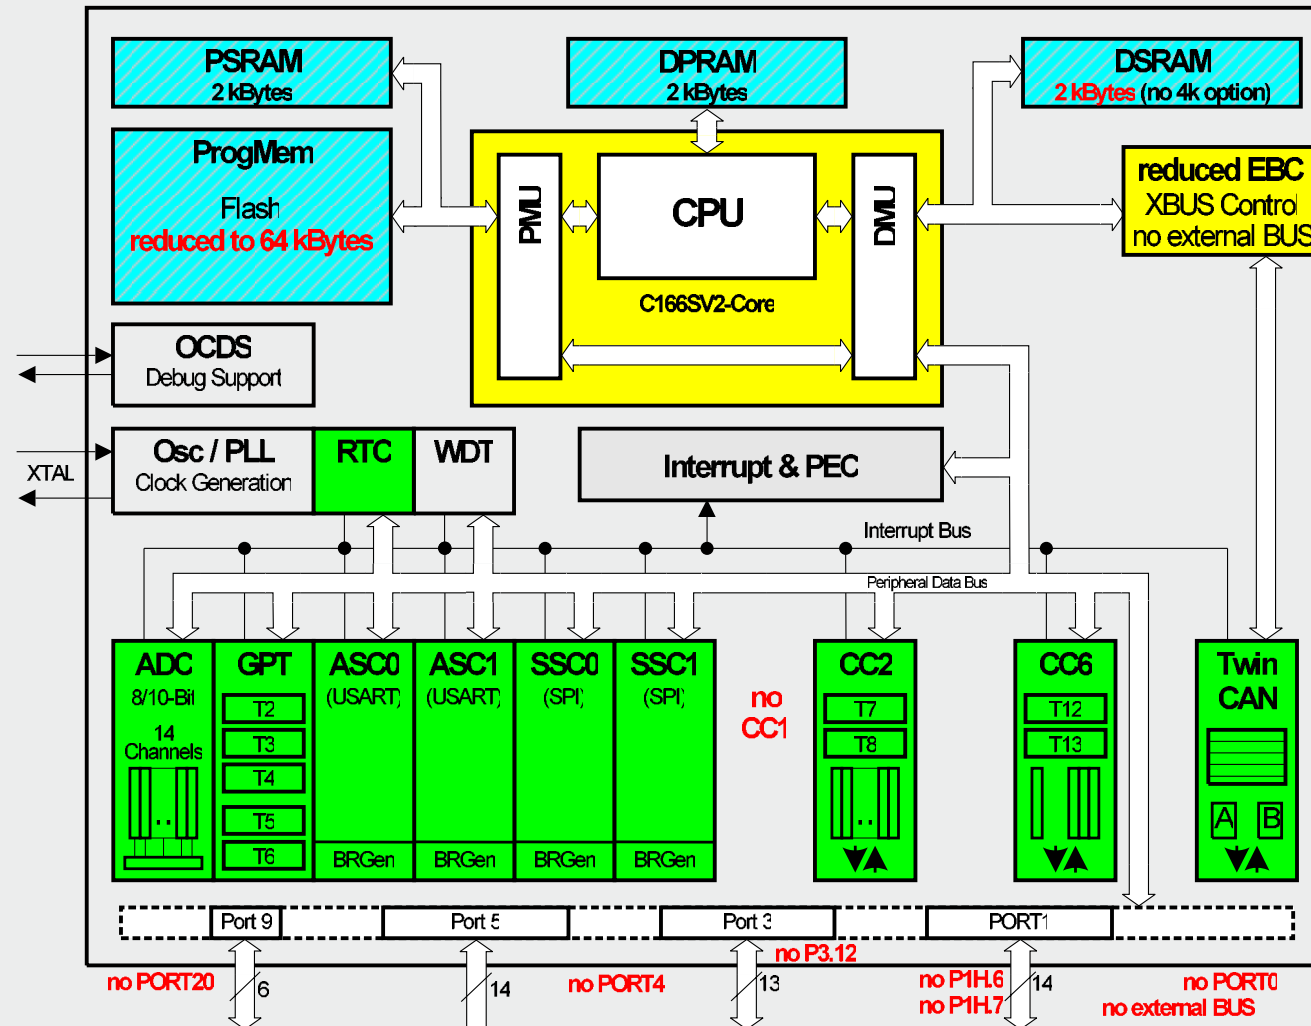 PSRAM
2 kBytes
DPRAM
2 kBytes
DSRAM
2 kBytes (no 4k option)
ProgMem
Flash
reduced to 64 kBytes
PMU
CPU
DMU
C166SV2-Core
reduced EBC
XBUS Control
no external BUS
OCDS
Debug Support
Osc / PLL
Clock Generation
RTC
WDT
Interrupt & PEC
XTAL
Interrupt Bus
Peripheral Data Bus
ADC
8/10-Bit
14
Channels
GPT
T2
T3
T4
T5
T6
ASC0
(USART)
BRGen
ASC1
(USART)
BRGen
SSC0
(SPI)
BRGen
SSC1
(SPI)
BRGen
no
CC1
CC2
T7
T8
CC6
T12
T13
Twin
CAN
A
B
Port 9
Port 5
Port 3
PORT1
no PORT20
6
14
no PORT4
no P3.12
13
no P1H.6
no P1H.7
14
no PORT0
no external BUS